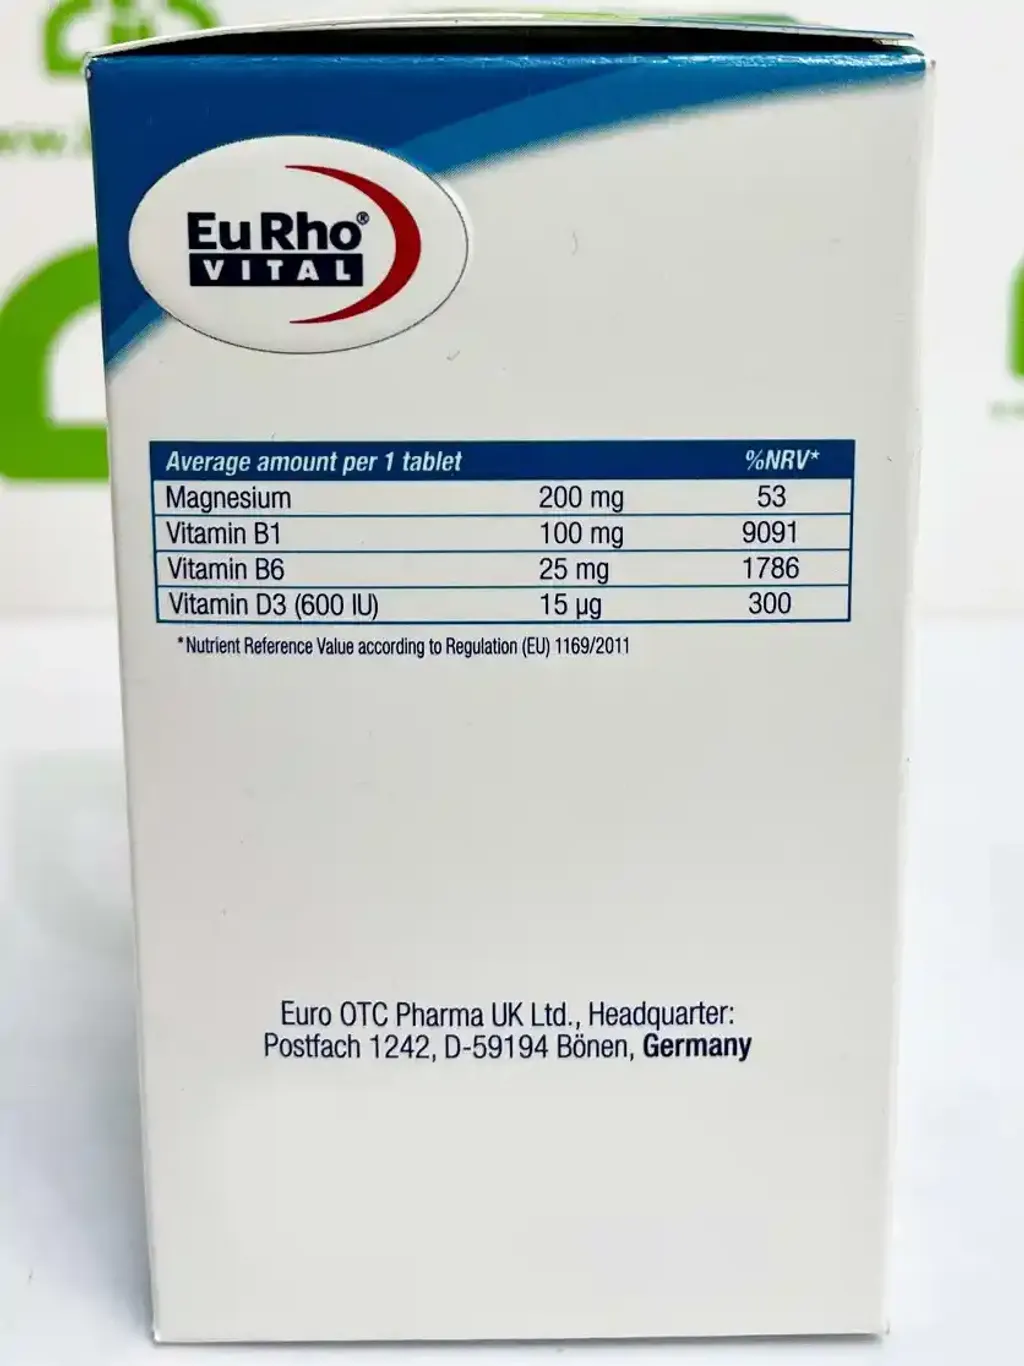 EuRho®
VITAL
Average amount per 1 tablet %NRV*
Magnesium 200 mg 53
Vitamin B1 100 mg 9091
Vitamin B6 25 mg 1786
Vitamin D3 (600 IU) 15 µg 300
*Nutrient Reference Value according to Regulation (EU) 1169/2011
Euro OTC Pharma UK Ltd., Headquarter:
Postfach 1242, D-59194 Bönen, Germany